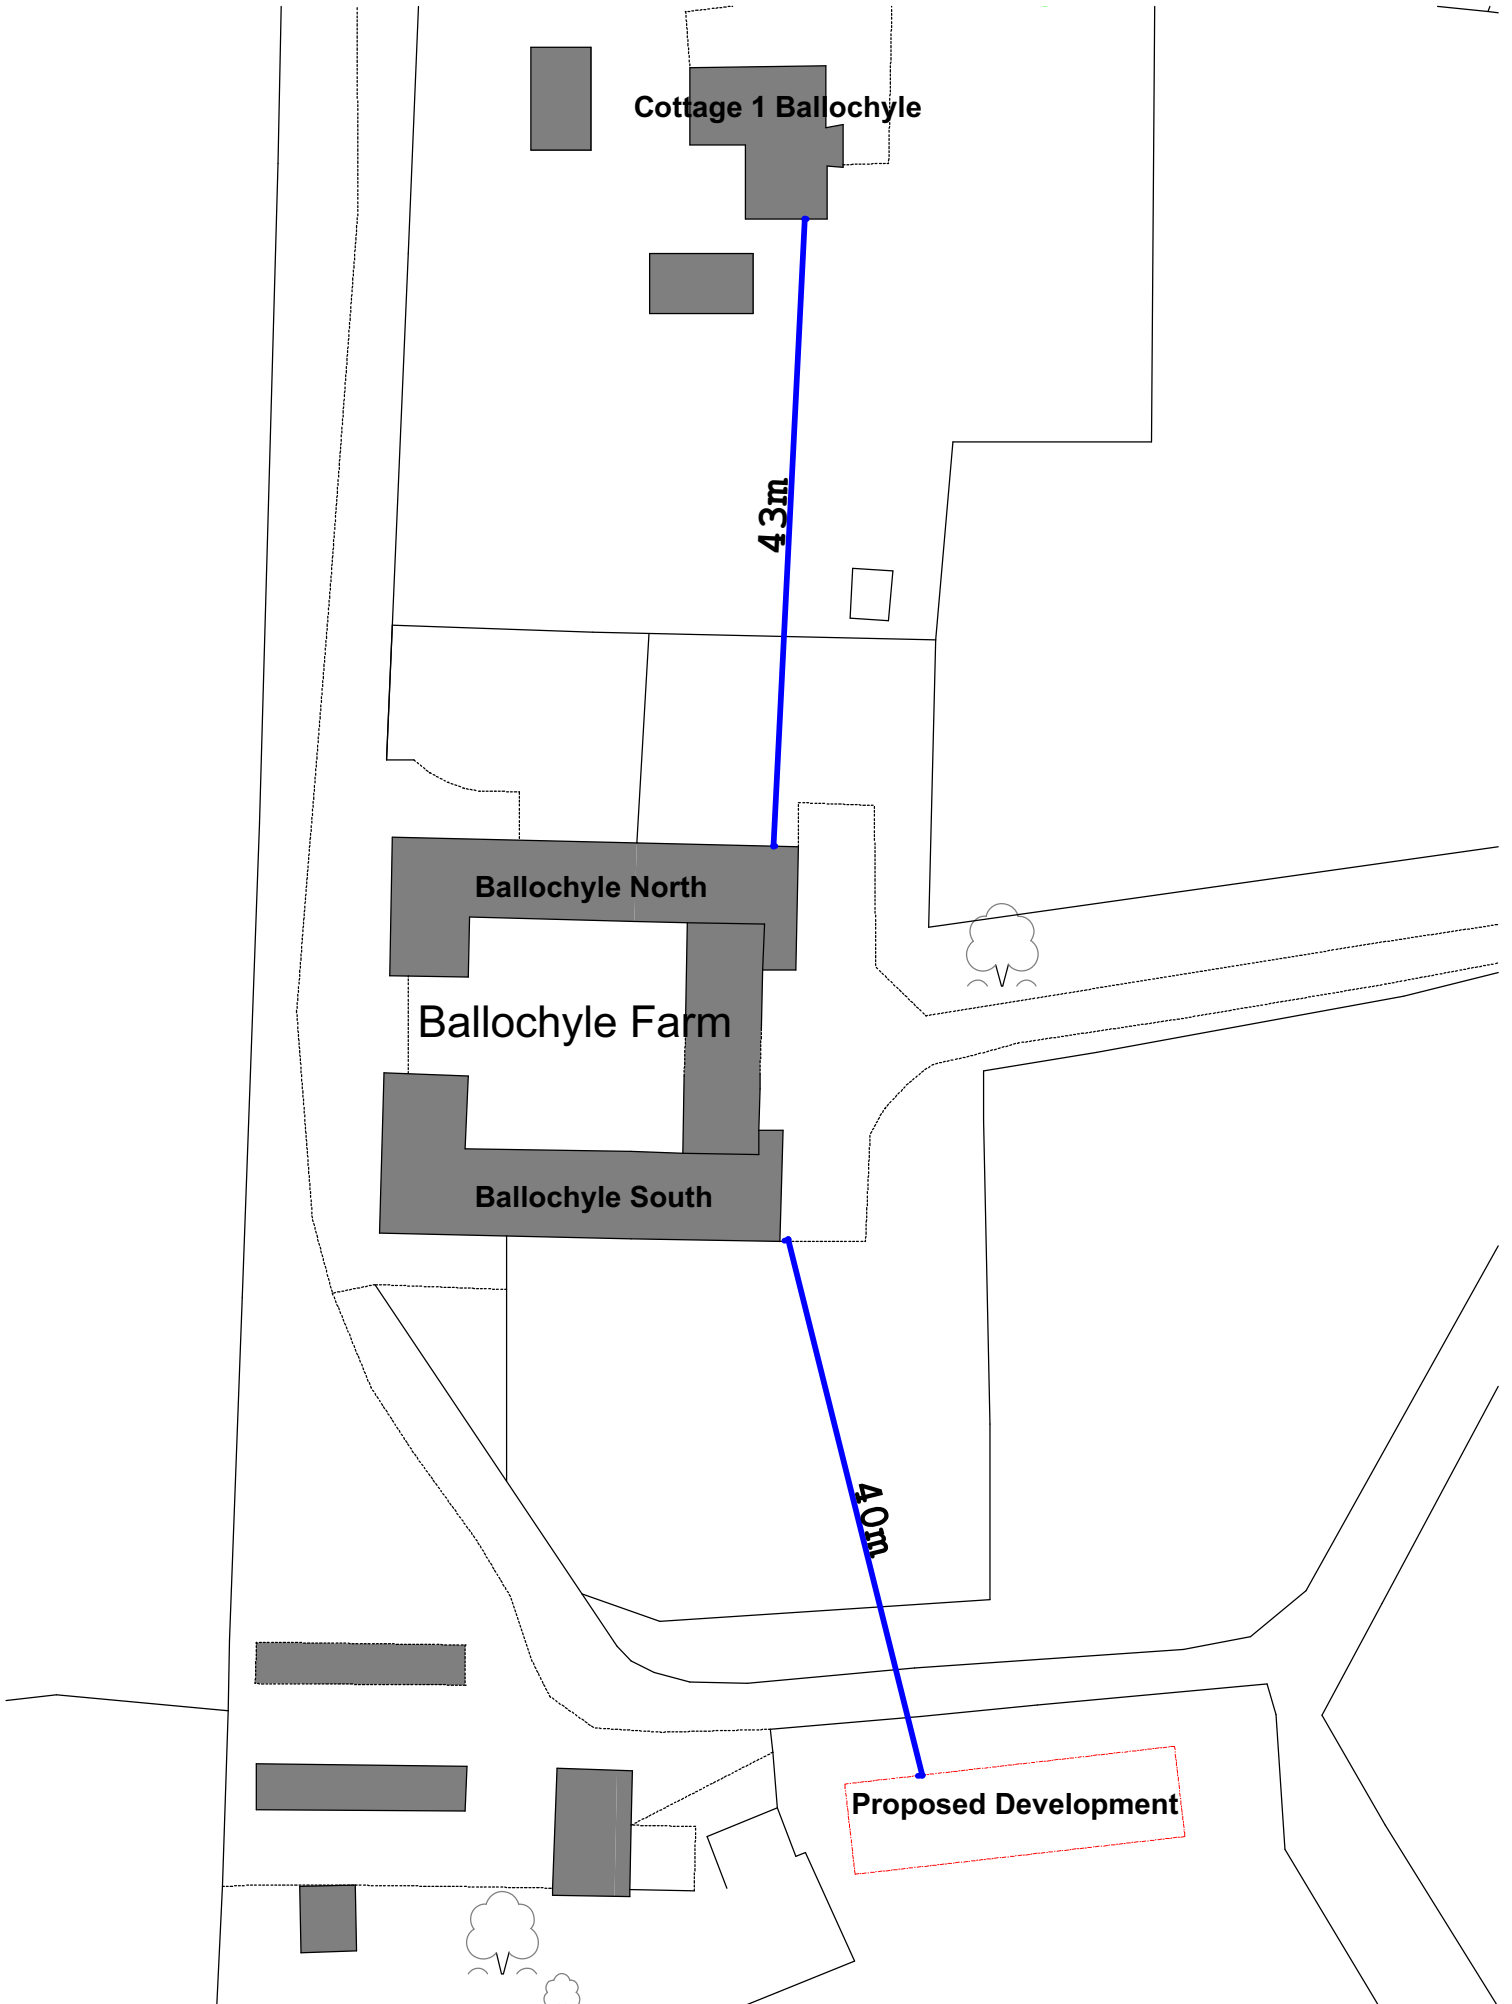 Cottage 1 Ballochyle
43m
Ballochyle North
Ballochyle Farm
Ballochyle South
40m
Proposed Development